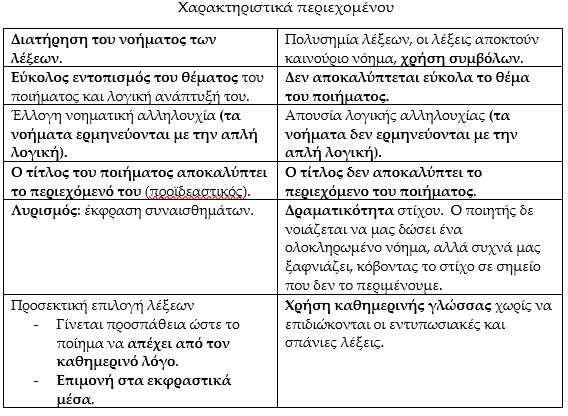 Χαρακτηριστικά περιεχομένου
Διατήρηση του νοήματος των
λέξεων.
Πολυσημία λέξεων, οι λέξεις αποκτούν
καινούριο νόημα, χρήση συμβόλων.
Εύκολος εντοπισμός του θέματος του
ποιήματος και λογική ανάπτυξή του.
Δεν αποκαλύπτεται εύκολα το θέμα
του ποιήματος.
Έλλογη νοηματική αλληλουχία (τα
νοήματα ερμηνεύονται με την απλή
λογική).
Απουσία λογικής αλληλουχίας (τα
νοήματα δεν ερμηνεύονται με την
απλή λογική).
Ο τίτλος του ποιήματος αποκαλύπτει
το περιεχόμενό του (προϊδεαστικός).
Ο τίτλος δεν αποκαλύπτει το
περιεχόμενο του ποιήματος.
Λυρισμός: έκφραση συναισθημάτων.
Δραματικότητα στίχου. Ο ποιητής δε
νοιάζεται να μας δώσει ένα
ολοκληρωμένο νόημα, αλλά συχνά μας
ξαφνιάζει, κόβοντας το στίχο σε σημείο
που δεν το περιμένουμε.
Προσεκτική επιλογή λέξεων
- Γίνεται προσπάθεια ώστε το
ποίημα να απέχει από τον
καθημερινό λόγο.
- Επιμονή στα εκφραστικά
μέσα.
Χρήση καθημερινής γλώσσας χωρίς να
επιδιώκονται οι εντυπωσιακές και
σπάνιες λέξεις.